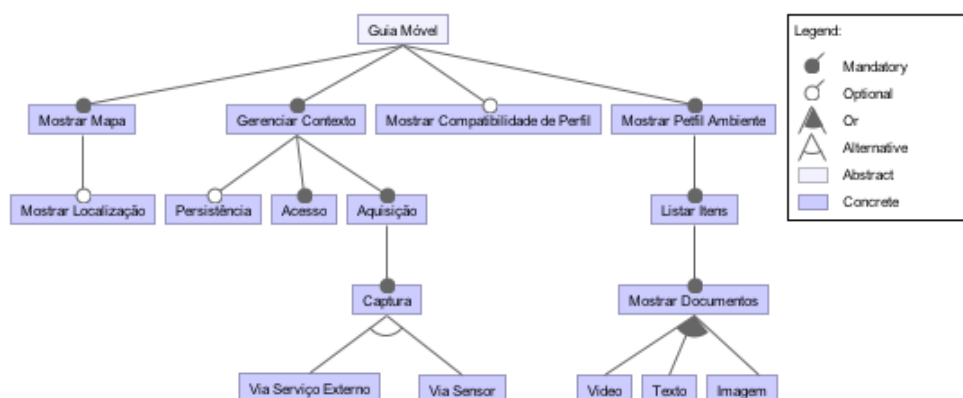 Guia Móvel
Legend:
Mandatory
Optional
Or
Alternative
Abstract
Concrete
Mostrar Mapa
Gerenciar Contexto
Mostrar Compatibilidade de Perfil
Mostrar Petfil Ambiente
Mostrar Localização
Persistência
Acesso
Aquisição
Listar Itens
Captura
Mostrar Documentos
Via Serviço Externo
Via Sensor
Video
Texto
Imagem